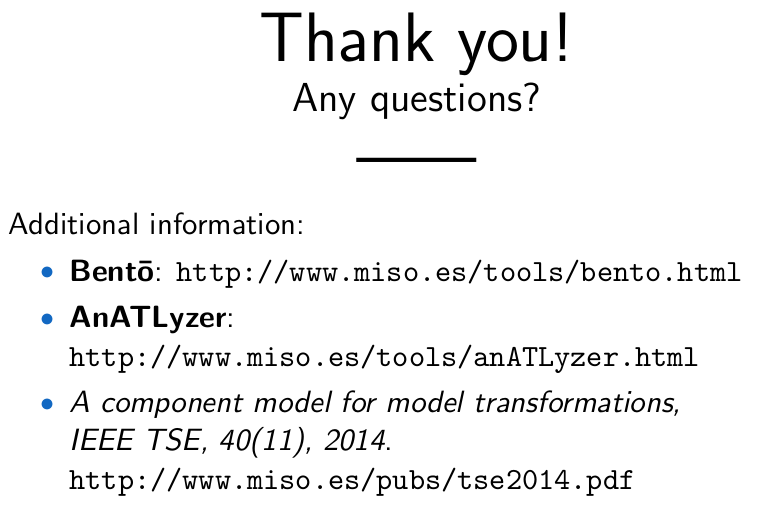 Thank you!
Any questions?
Additional information:
• Bentō: http://www.miso.es/tools/bento.html
• AnATLyzer:
http://www.miso.es/tools/anATLyzer.html
• A component model for model transformations,
IEEE TSE, 40(11), 2014.
http://www.miso.es/pubs/tse2014.pdf